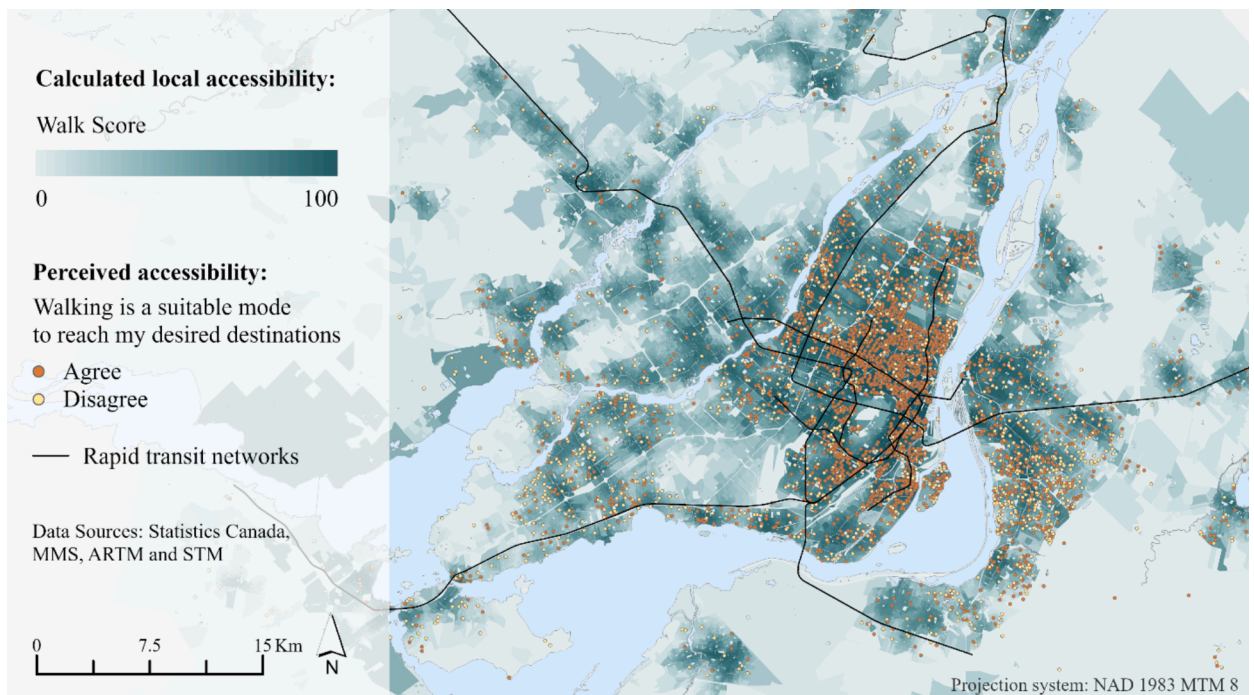 Calculated local accessibility:
Walk Score
0 100
Perceived accessibility:
Walking is a suitable mode
to reach my desired destinations
Agree
Disagree
Rapid transit networks
Data Sources: Statistics Canada,
MMS, ARTM and STM
0 7.5 15 Km
N
Projection system: NAD 1983 MTM 8